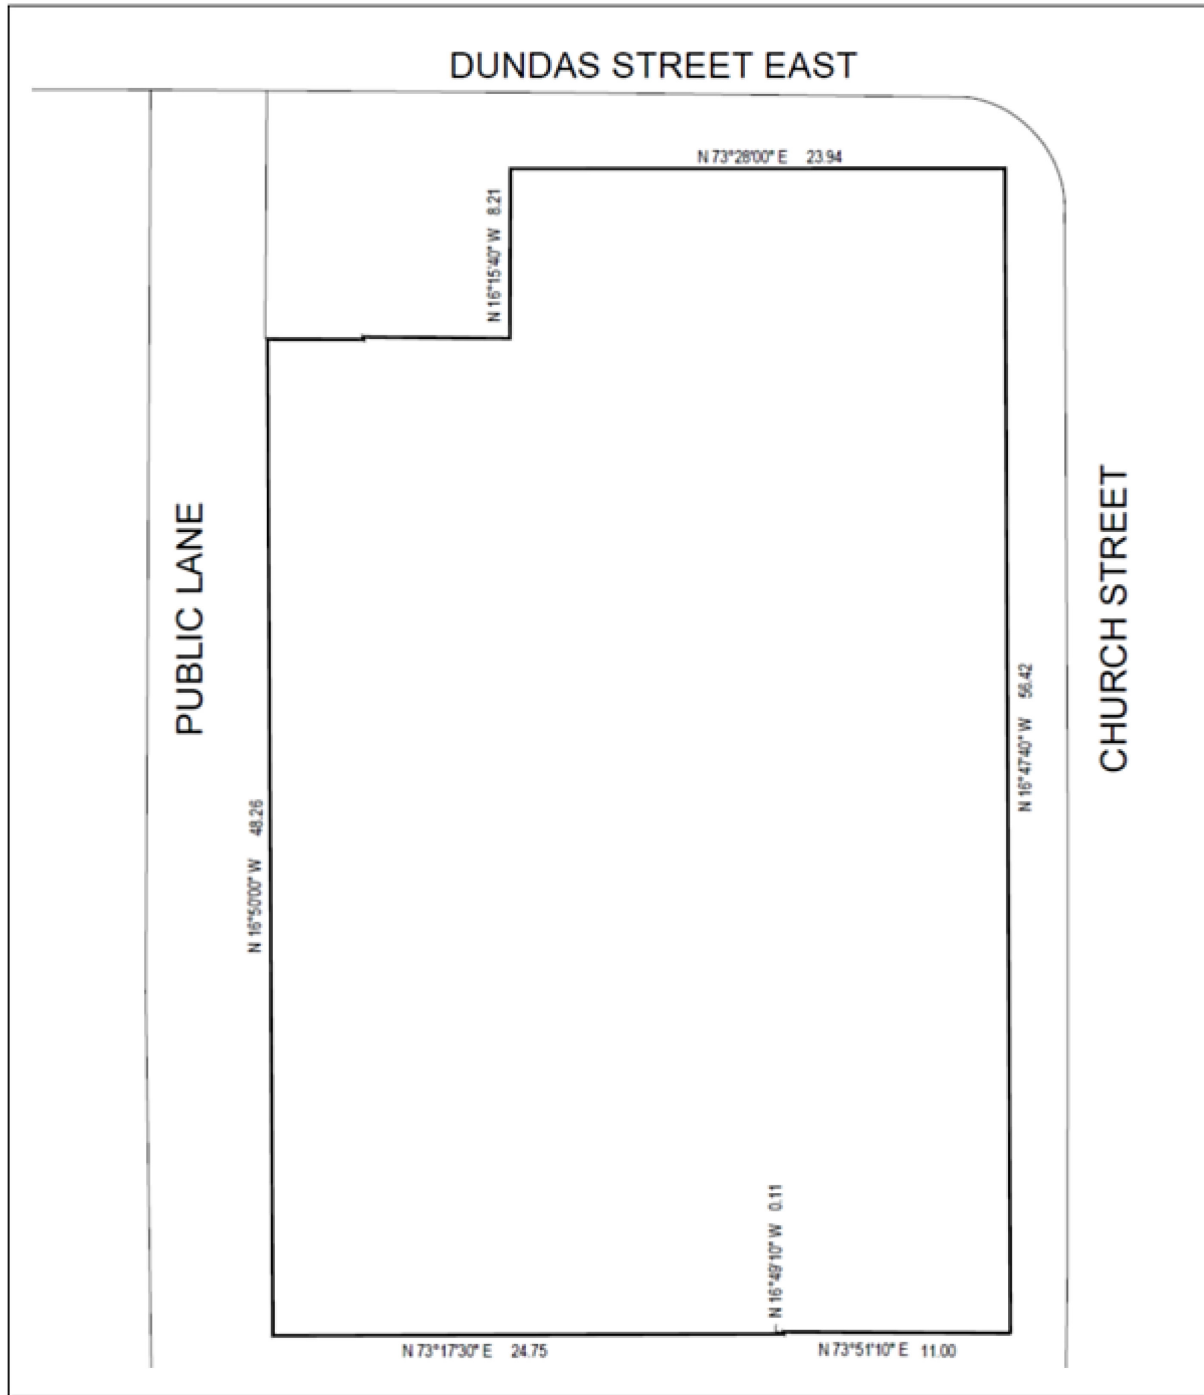 DUNDAS STREET EAST
N 73°28'00" E 23.94
N 16°15'40" W 8.21
PUBLIC LANE
CHURCH STREET
N 16°47'40" W 56.42
N 16°50'00" W 48.26
N 16°49'10" W 0.11
N 73°17'30" E 24.75
N 73°51'10" E 11.00